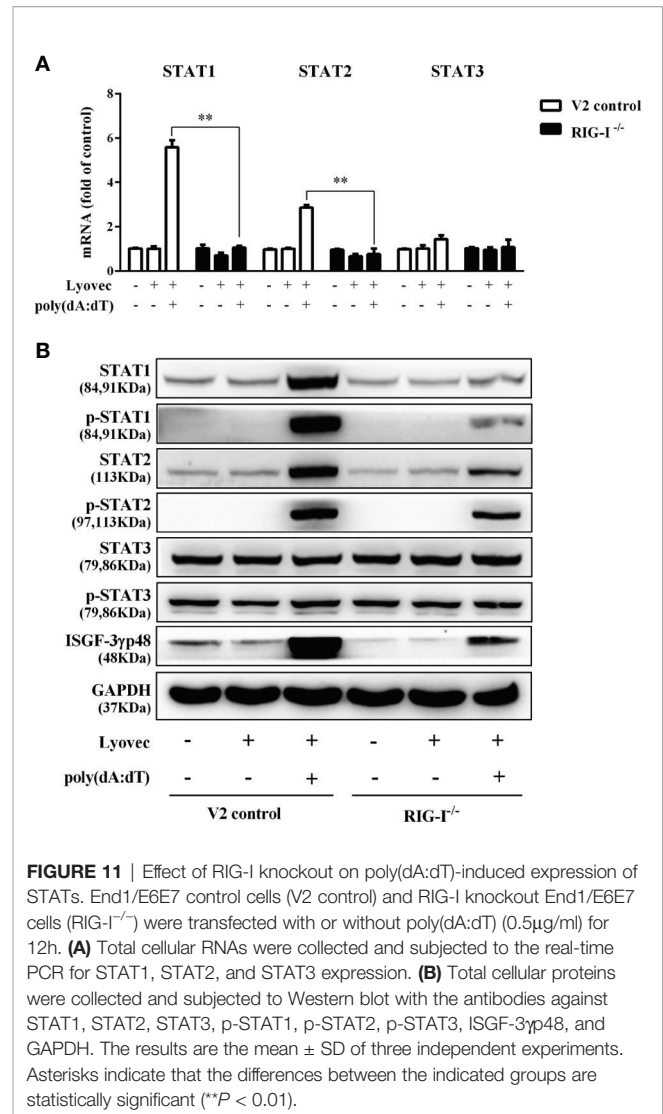 A
STAT1 STAT2 STAT3
V2 control
RIG-I-/-
mRNA (fold of control)
8
6
4
2
0
** **
Lyovec - + + - + + - + + - + + - + + - + +
poly(dA:dT) - - + - - + - - + - - + - - + - - +
B
STAT1
(84,91KDa)
p-STAT1
(84,91KDa)
STAT2
(113KDa)
p-STAT2
(97,113KDa)
STAT3
(79,86KDa)
p-STAT3
(79,86KDa)
ISGF-3γp48
(48KDa)
GAPDH
(37KDa)
Lyovec - + + - + +
poly(dA:dT) - - + - - +
V2 control RIG-I-/-
FIGURE 11 | Effect of RIG-I knockout on poly(dA:dT)-induced expression of
STATs. End1/E6E7 control cells (V2 control) and RIG-I knockout End1/E6E7
cells (RIG-I−/−) were transfected with or without poly(dA:dT) (0.5μg/ml) for
12h. (A) Total cellular RNAs were collected and subjected to the real-time
PCR for STAT1, STAT2, and STAT3 expression. (B) Total cellular proteins
were collected and subjected to Western blot with the antibodies against
STAT1, STAT2, STAT3, p-STAT1, p-STAT2, p-STAT3, ISGF-3γp48, and
GAPDH. The results are the mean ± SD of three independent experiments.
Asterisks indicate that the differences between the indicated groups are
statistically significant (**P < 0.01).